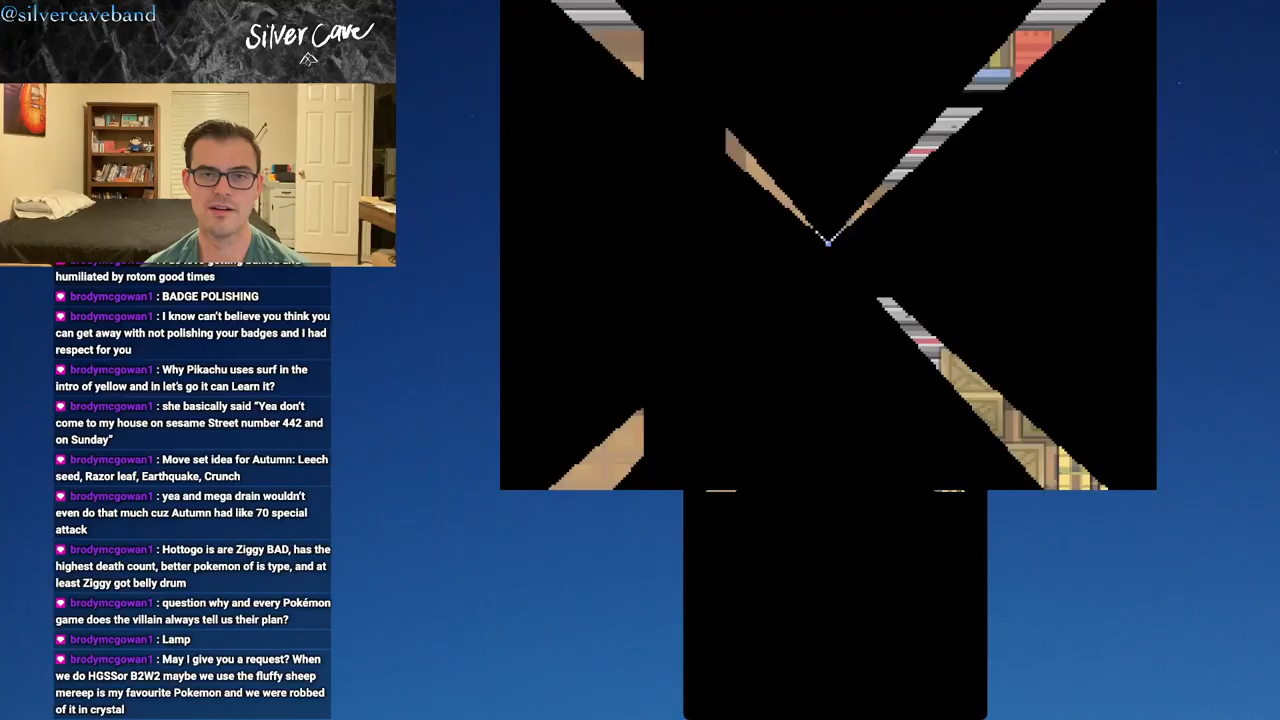 @silvercaveband
Silver Cave
humiliated by rotom good times
brodymcgowan1 : BADGE POLISHING
brodymcgowan1 : I know can't believe you think you
can get away with not polishing your badges and I had
respect for you
brodymcgowan1 : Why Pikachu uses surf in the
intro of yellow and in let's go it can Learn it?
brodymcgowan1 : she basically said “Yea don't
come to my house on sesame Street number 442 and
on Sunday”
brodymcgowan1 : Move set idea for Autumn: Leech
seed, Razor leaf, Earthquake, Crunch
brodymcgowan1 : yea and mega drain wouldn't
even do that much cuz Autumn had like 70 special
attack
brodymcgowan1 : Hottogo is are Ziggy BAD, has the
highest death count, better pokemon of is type, and at
least Ziggy got belly drum
brodymcgowan1 : question why and every Pokémon
game does the villain always tell us their plan?
brodymcgowan1 : Lamp
brodymcgowan1 : May I give you a request? When
we do HGSSor B2W2 maybe we use the fluffy sheep
mereep is my favourite Pokemon and we were robbed
of it in crystal